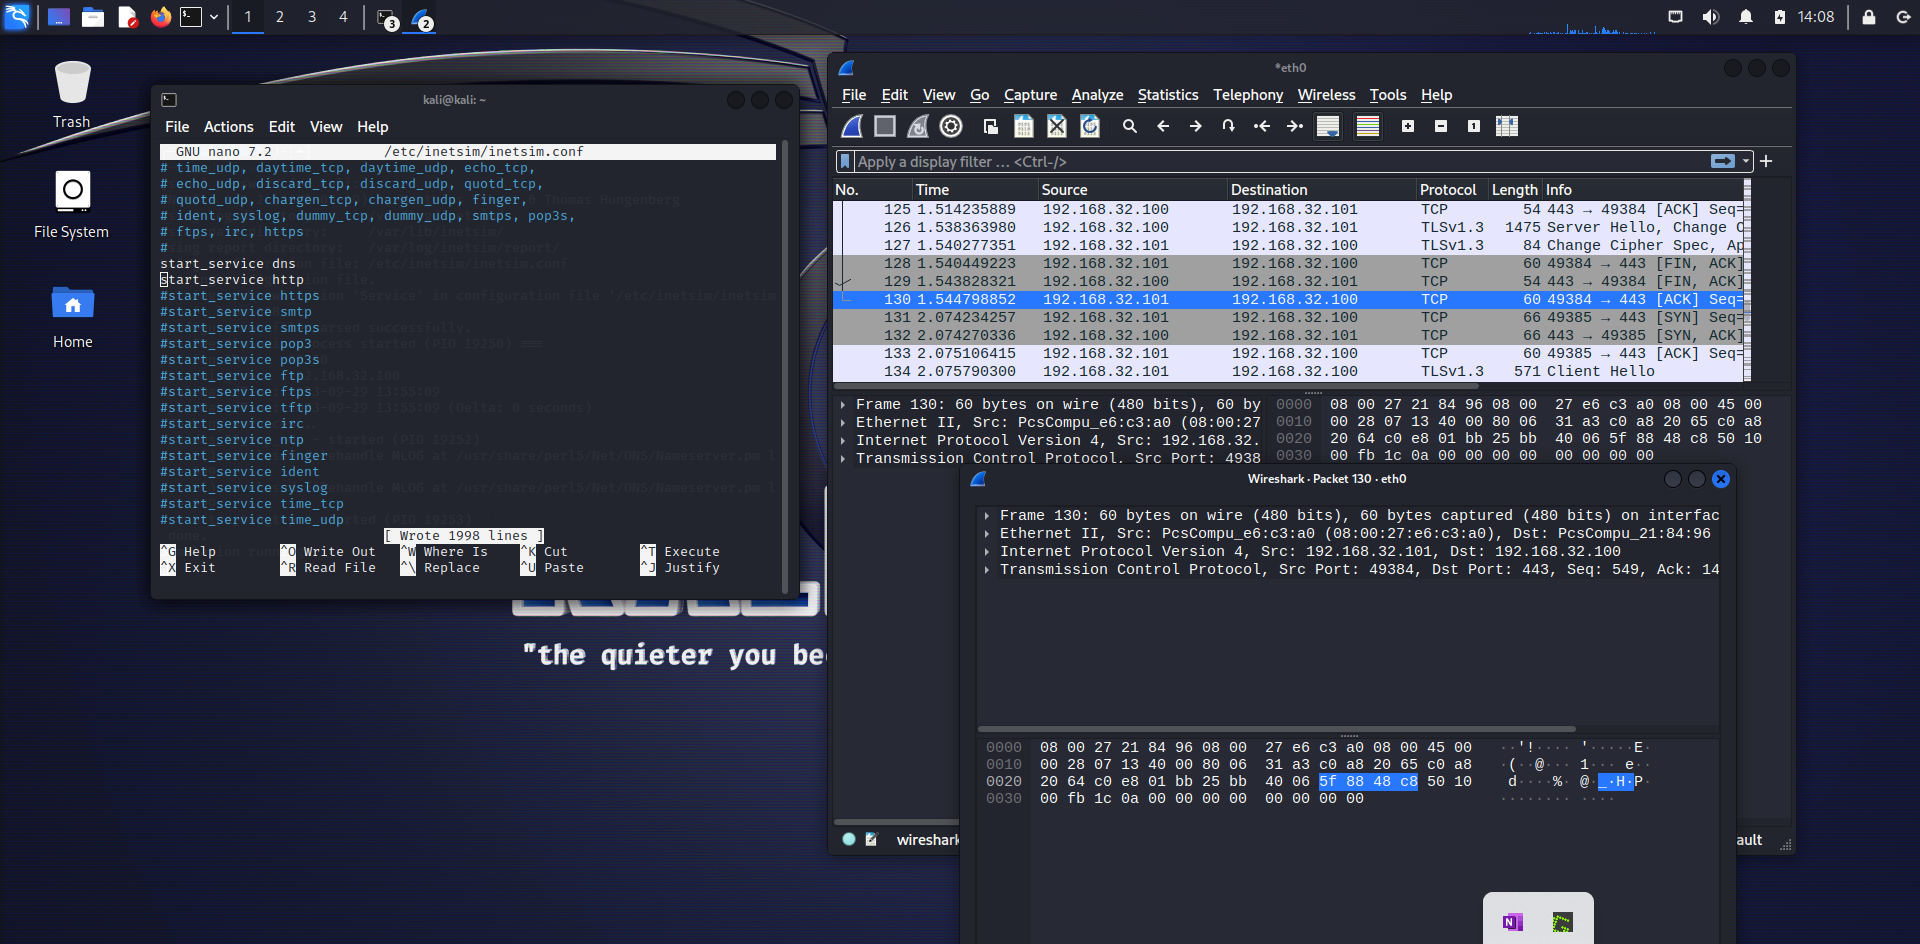 1 2 3 4 3 2 14:08
Trash
File System
Home
kali@kali: ~
File Actions Edit View Help
GNU nano 7.2 /etc/inetsim/inetsim.conf
# time_udp, daytime_tcp, daytime_udp, echo_tcp,
# echo_udp, discard_tcp, discard_udp, quotd_tcp,
# quotd_udp, chargen_tcp, chargen_udp, finger,
# ident, syslog, dummy_tcp, dummy_udp, smtps, pop3s,
# ftps, irc, https
#
start_service dns
start_service http
#start_service https
#start_service smtp
#start_service smtps
#start_service pop3
#start_service pop3s
#start_service ftp
#start_service ftps
#start_service tftp
#start_service irc
#start_service ntp
#start_service finger
#start_service ident
#start_service syslog
#start_service time_tcp
#start_service time_udp
[ Wrote 1998 lines ]
^G Help ^O Write Out ^W Where Is ^K Cut ^T Execute
^X Exit ^R Read File ^\ Replace ^U Paste ^J Justify
"the quieter you be
*eth0
File Edit View Go Capture Analyze Statistics Telephony Wireless Tools Help
Apply a display filter … <Ctrl-/>
No. Time Source Destination Protocol Length Info
125 1.514235889 192.168.32.100 192.168.32.101 TCP 54 443 → 49384 [ACK] Seq=
126 1.538363980 192.168.32.100 192.168.32.101 TLSv1.3 1475 Server Hello, Change C
127 1.540277351 192.168.32.101 192.168.32.100 TLSv1.3 84 Change Cipher Spec, Ap
128 1.540449223 192.168.32.101 192.168.32.100 TCP 60 49384 → 443 [FIN, ACK]
129 1.543828321 192.168.32.100 192.168.32.101 TCP 54 443 → 49384 [FIN, ACK]
130 1.544798852 192.168.32.101 192.168.32.100 TCP 60 49384 → 443 [ACK] Seq=
131 2.074234257 192.168.32.101 192.168.32.100 TCP 66 49385 → 443 [SYN] Seq=
132 2.074270336 192.168.32.100 192.168.32.101 TCP 66 443 → 49385 [SYN, ACK]
133 2.075106415 192.168.32.101 192.168.32.100 TCP 60 49385 → 443 [ACK] Seq=
134 2.075790300 192.168.32.101 192.168.32.100 TLSv1.3 571 Client Hello
Frame 130: 60 bytes on wire (480 bits), 60 by
Ethernet II, Src: PcsCompu_e6:c3:a0 (08:00:27
Internet Protocol Version 4, Src: 192.168.32.
Transmission Control Protocol, Src Port: 4938
0000 08 00 27 21 84 96 08 00 27 e6 c3 a0 08 00 45 00
0010 00 28 07 13 40 00 80 06 31 a3 c0 a8 20 65 c0 a8
0020 20 64 c0 e8 01 bb 25 bb 40 06 5f 88 48 c8 50 10
0030 00 fb 1c 0a 00 00 00 00 00 00 00 00
Wireshark · Packet 130 · eth0
Frame 130: 60 bytes on wire (480 bits), 60 bytes captured (480 bits) on interfac
Ethernet II, Src: PcsCompu_e6:c3:a0 (08:00:27:e6:c3:a0), Dst: PcsCompu_21:84:96
Internet Protocol Version 4, Src: 192.168.32.101, Dst: 192.168.32.100
Transmission Control Protocol, Src Port: 49384, Dst Port: 443, Seq: 549, Ack: 14
0000 08 00 27 21 84 96 08 00 27 e6 c3 a0 08 00 45 00 ··'!···· '·····E·
0010 00 28 07 13 40 00 80 06 31 a3 c0 a8 20 65 c0 a8 ·(··@··· 1··· e··
0020 20 64 c0 e8 01 bb 25 bb 40 06 5f 88 48 c8 50 10 d····%· @·_·H·P·
0030 00 fb 1c 0a 00 00 00 00 00 00 00 00 ········ ····
wireshark
ault